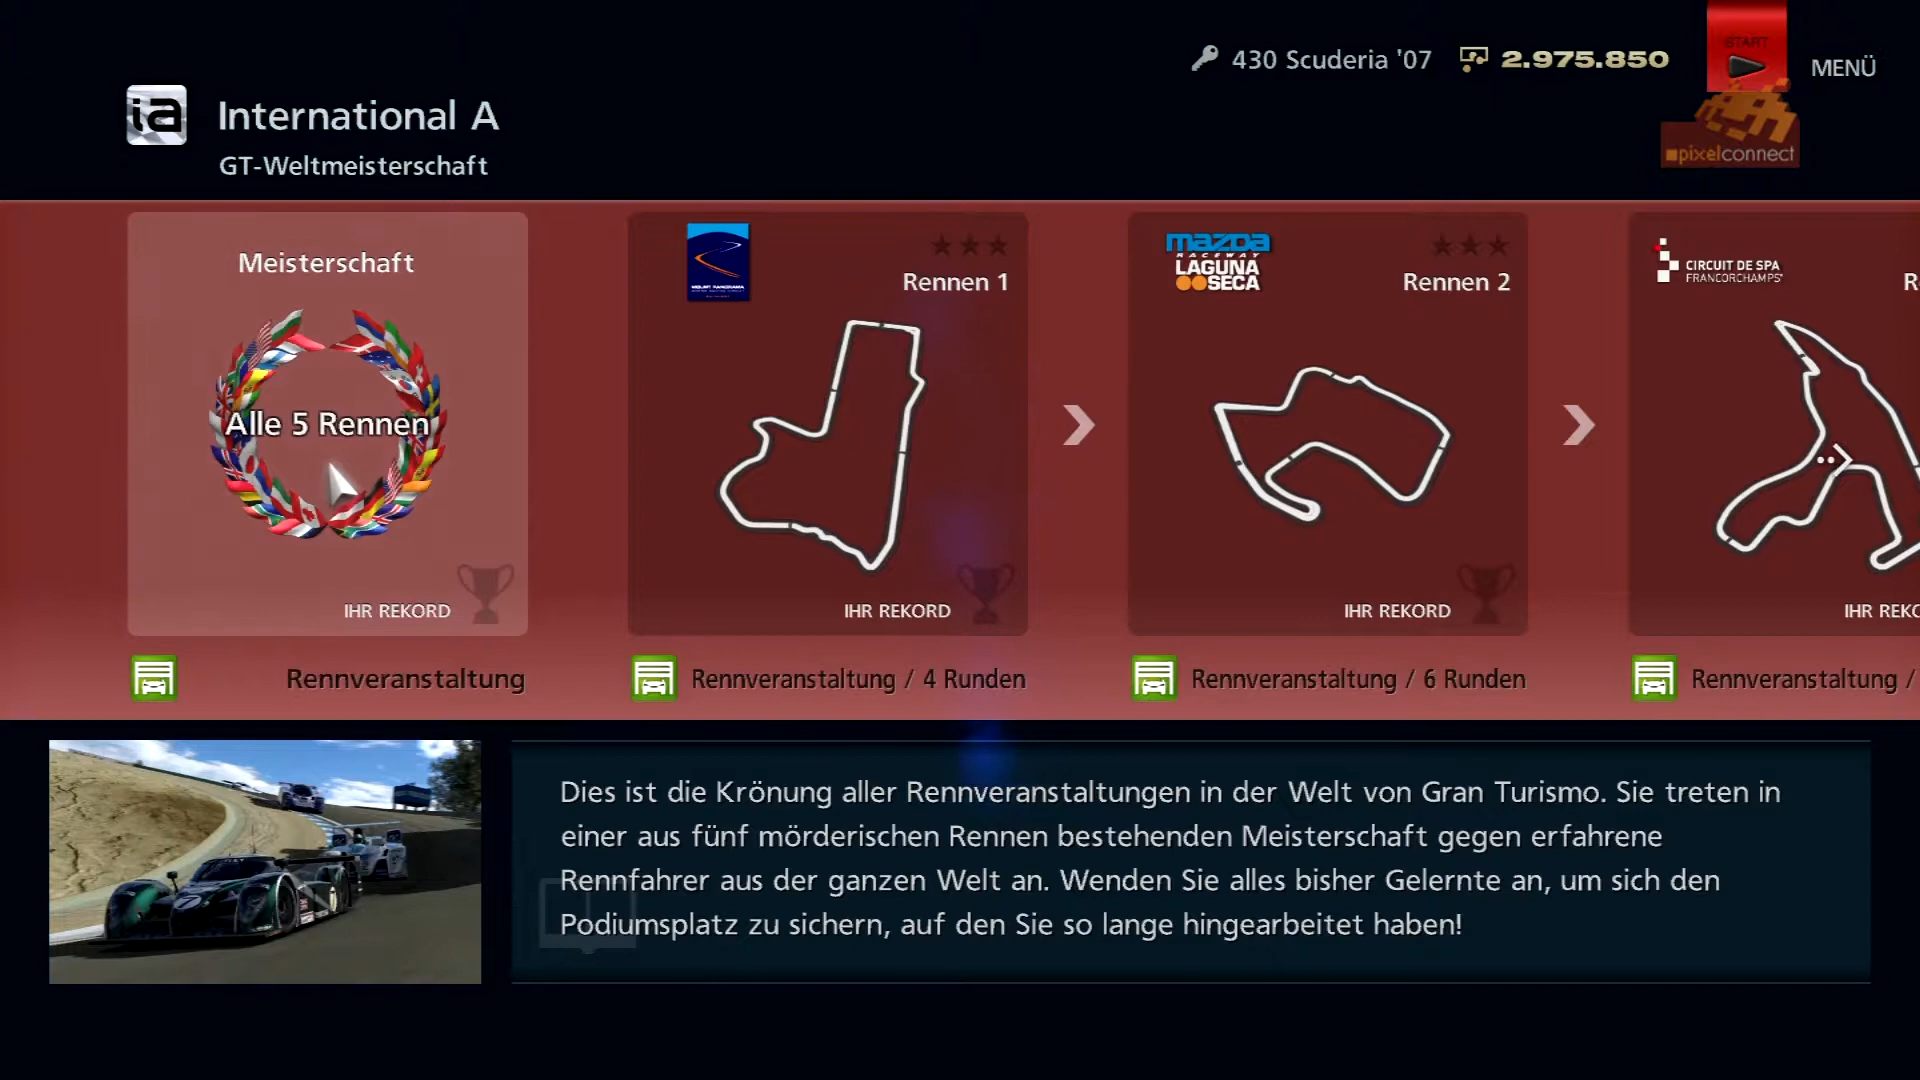 430 Scuderia '07
2.975.850
START
MENÜ
pixelconnect
ia
International A
GT-Weltmeisterschaft
Meisterschaft
Alle 5 Rennen
IHR REKORD
Rennveranstaltung
MOUNT PANORAMA
Rennen 1
IHR REKORD
Rennveranstaltung / 4 Runden
mazda
RACEWAY
LAGUNA
SECA
Rennen 2
IHR REKORD
Rennveranstaltung / 6 Runden
CIRCUIT DE SPA
FRANCORCHAMPS
R
IHR REKO
Rennveranstaltung /
Dies ist die Krönung aller Rennveranstaltungen in der Welt von Gran Turismo. Sie treten in
einer aus fünf mörderischen Rennen bestehenden Meisterschaft gegen erfahrene
Rennfahrer aus der ganzen Welt an. Wenden Sie alles bisher Gelernte an, um sich den
Podiumsplatz zu sichern, auf den Sie so lange hingearbeitet haben!